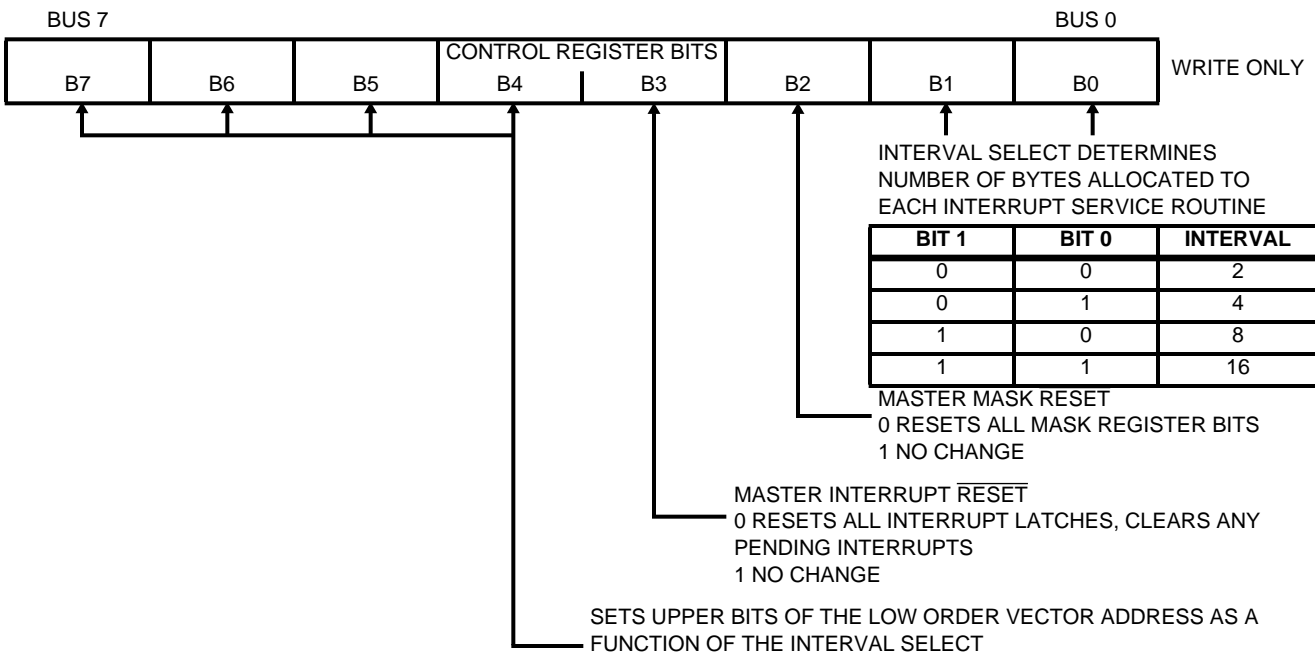 BUS 7 BUS 0
CONTROL REGISTER BITS
B7 B6 B5 B4 B3 B2 B1 B0
WRITE ONLY
INTERVAL SELECT DETERMINES
NUMBER OF BYTES ALLOCATED TO
EACH INTERRUPT SERVICE ROUTINE
BIT 1 BIT 0 INTERVAL
0 0 2
0 1 4
1 0 8
1 1 16
MASTER MASK RESET
0 RESETS ALL MASK REGISTER BITS
1 NO CHANGE
MASTER INTERRUPT RESET
0 RESETS ALL INTERRUPT LATCHES, CLEARS ANY
PENDING INTERRUPTS
1 NO CHANGE
SETS UPPER BITS OF THE LOW ORDER VECTOR ADDRESS AS A
FUNCTION OF THE INTERVAL SELECT